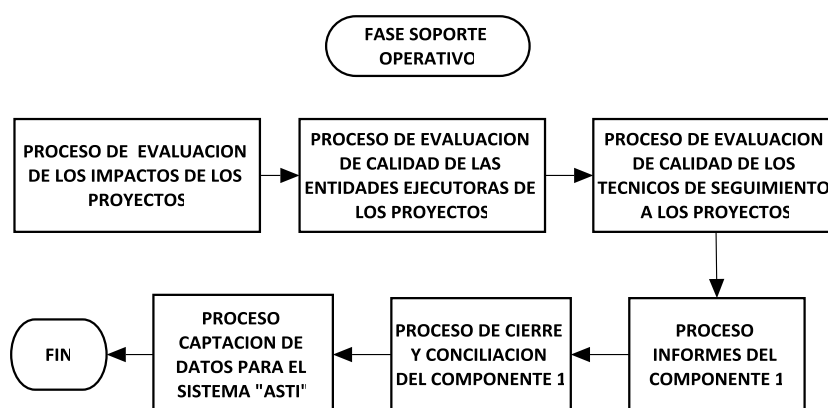 FASE SOPORTE
OPERATIVO
PROCESO DE EVALUACION
DE LOS IMPACTOS DE LOS
PROYECTOS
PROCESO DE EVALUACION
DE CALIDAD DE LAS
ENTIDADES EJECUTORAS DE
LOS PROYECTOS
PROCESO DE EVALUACION
DE CALIDAD DE LOS
TECNICOS DE SEGUIMIENTO
A LOS PROYECTOS
PROCESO
INFORMES DEL
COMPONENTE 1
PROCESO DE CIERRE
Y CONCILIACION
DEL COMPONENTE 1
PROCESO
CAPTACION DE
DATOS PARA EL
SISTEMA "ASTI"
FIN